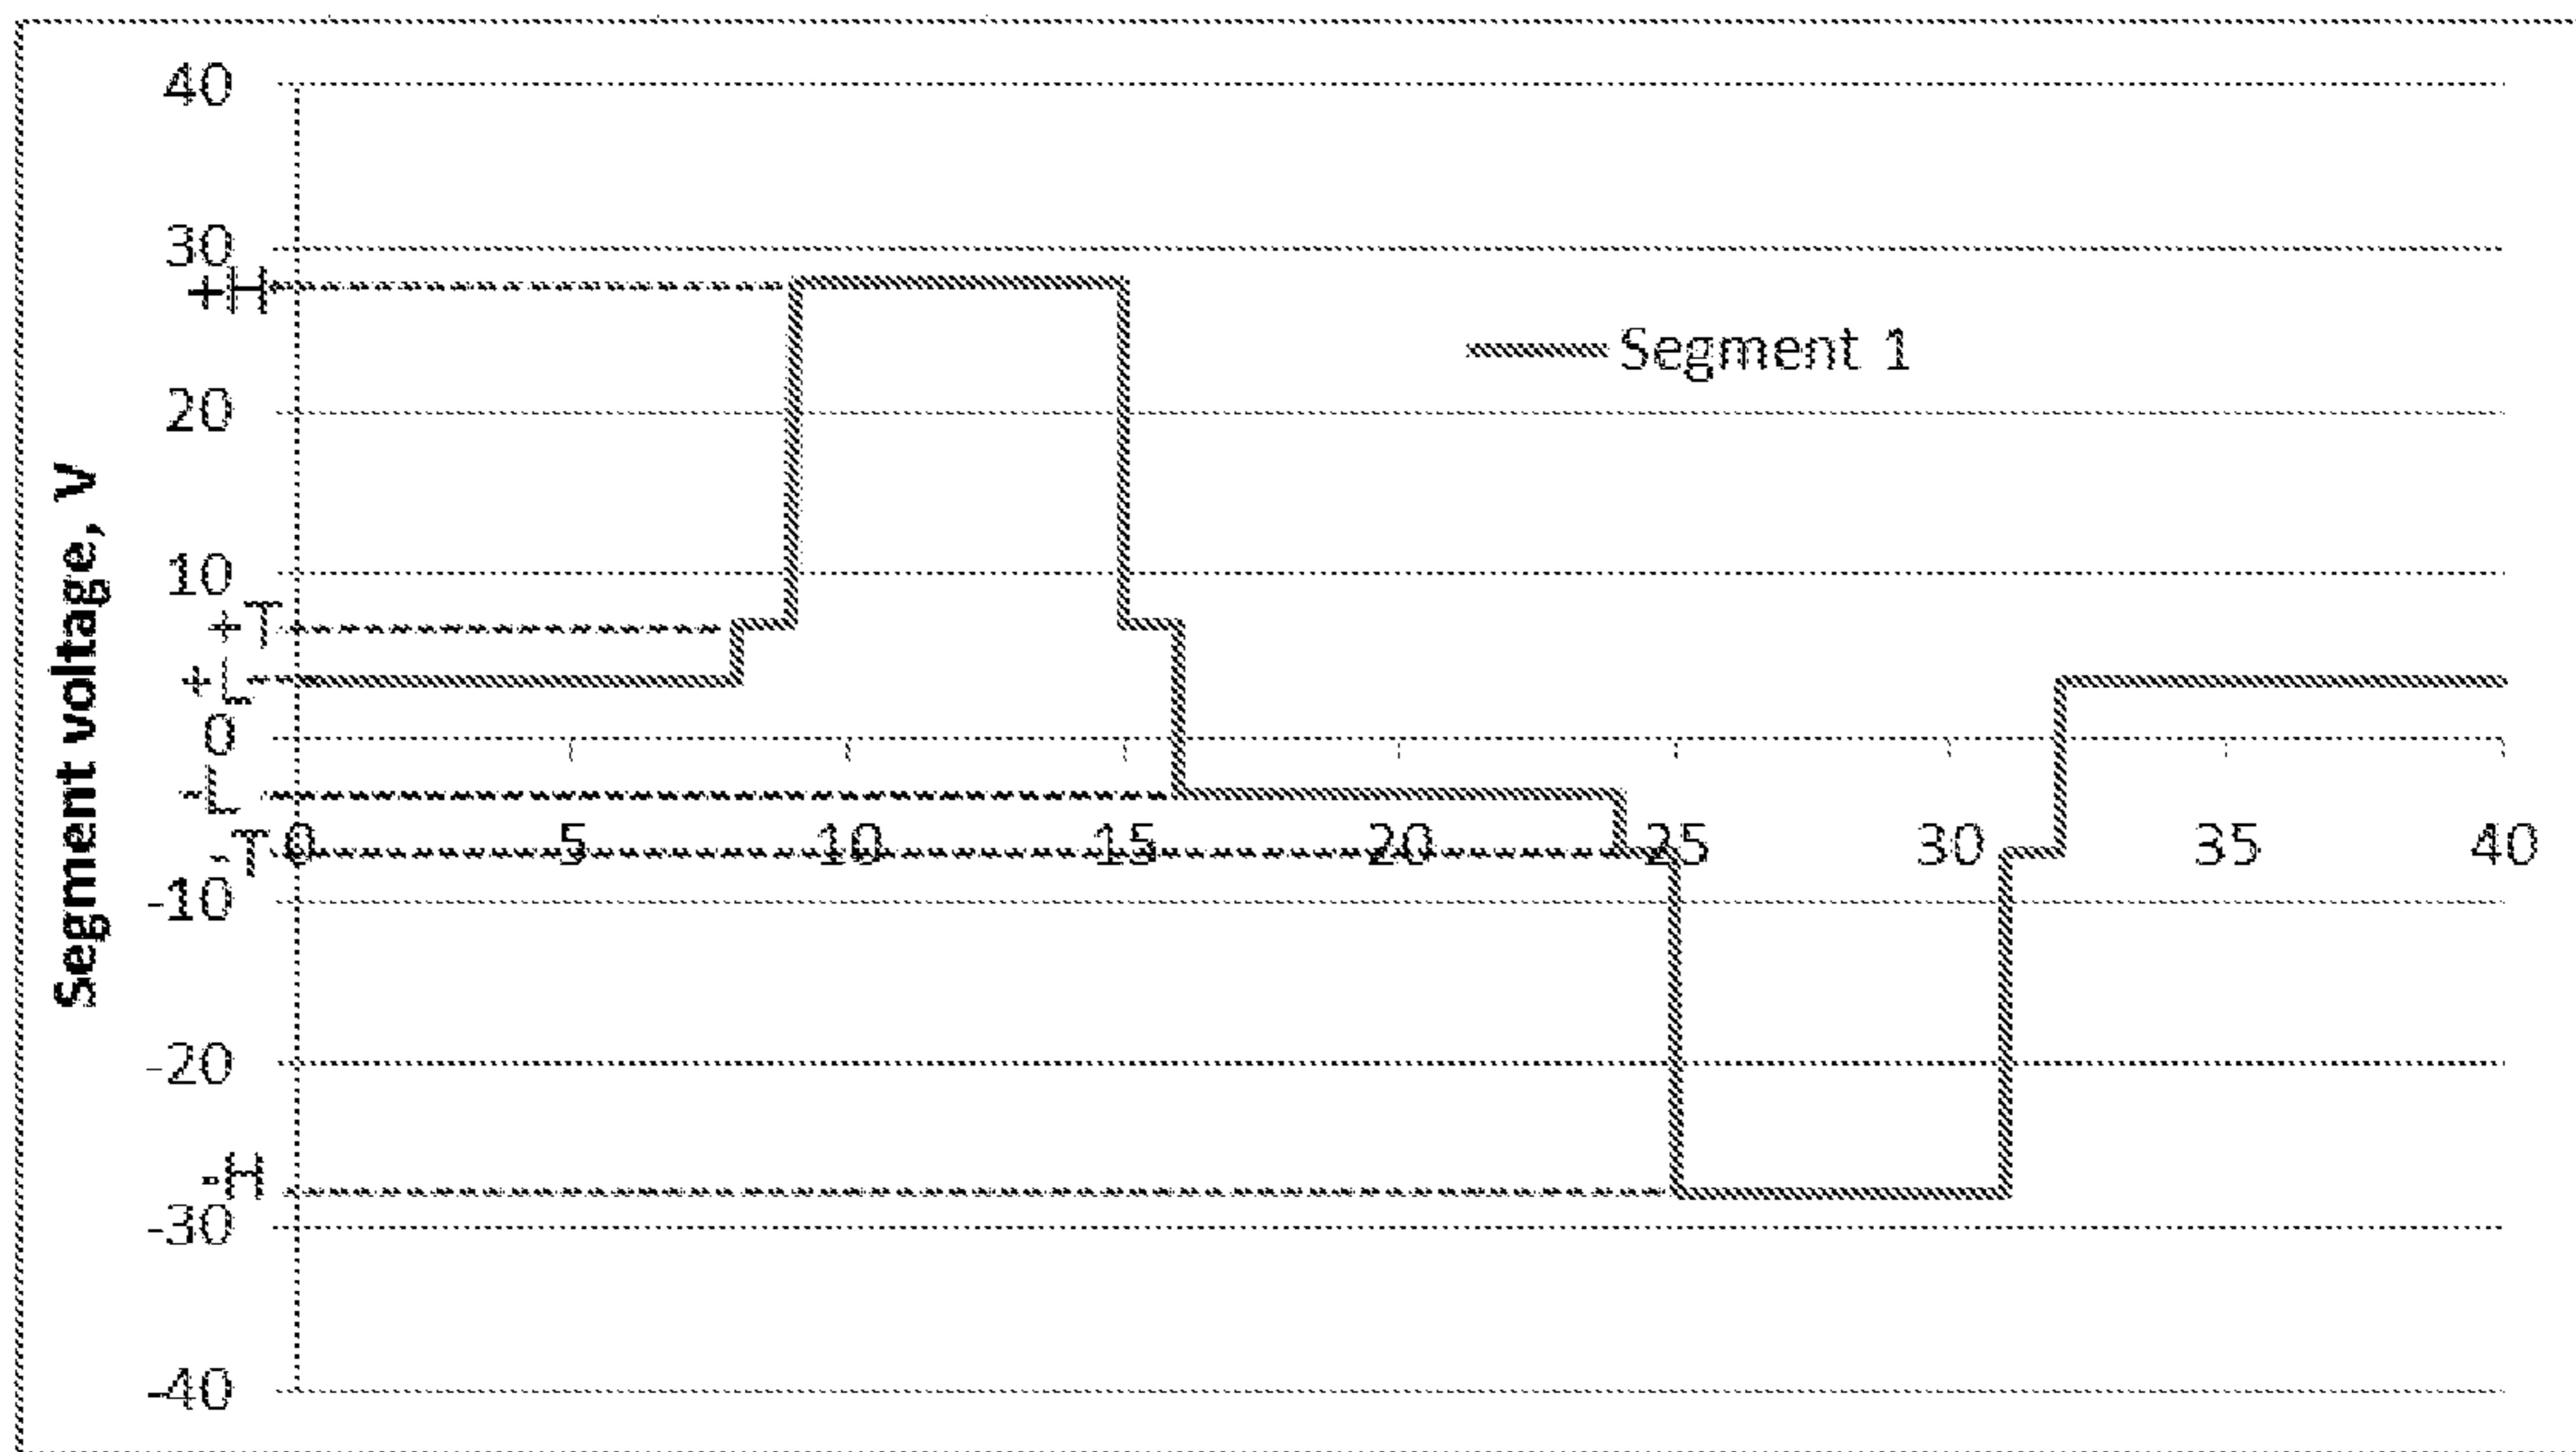 Segment voltage, V
40
30
+H
20
10
+T
+L
0
-L
-T
-10
-20
-H
-30
-40
Segment 1
0 5 10 15 20 25 30 35 40